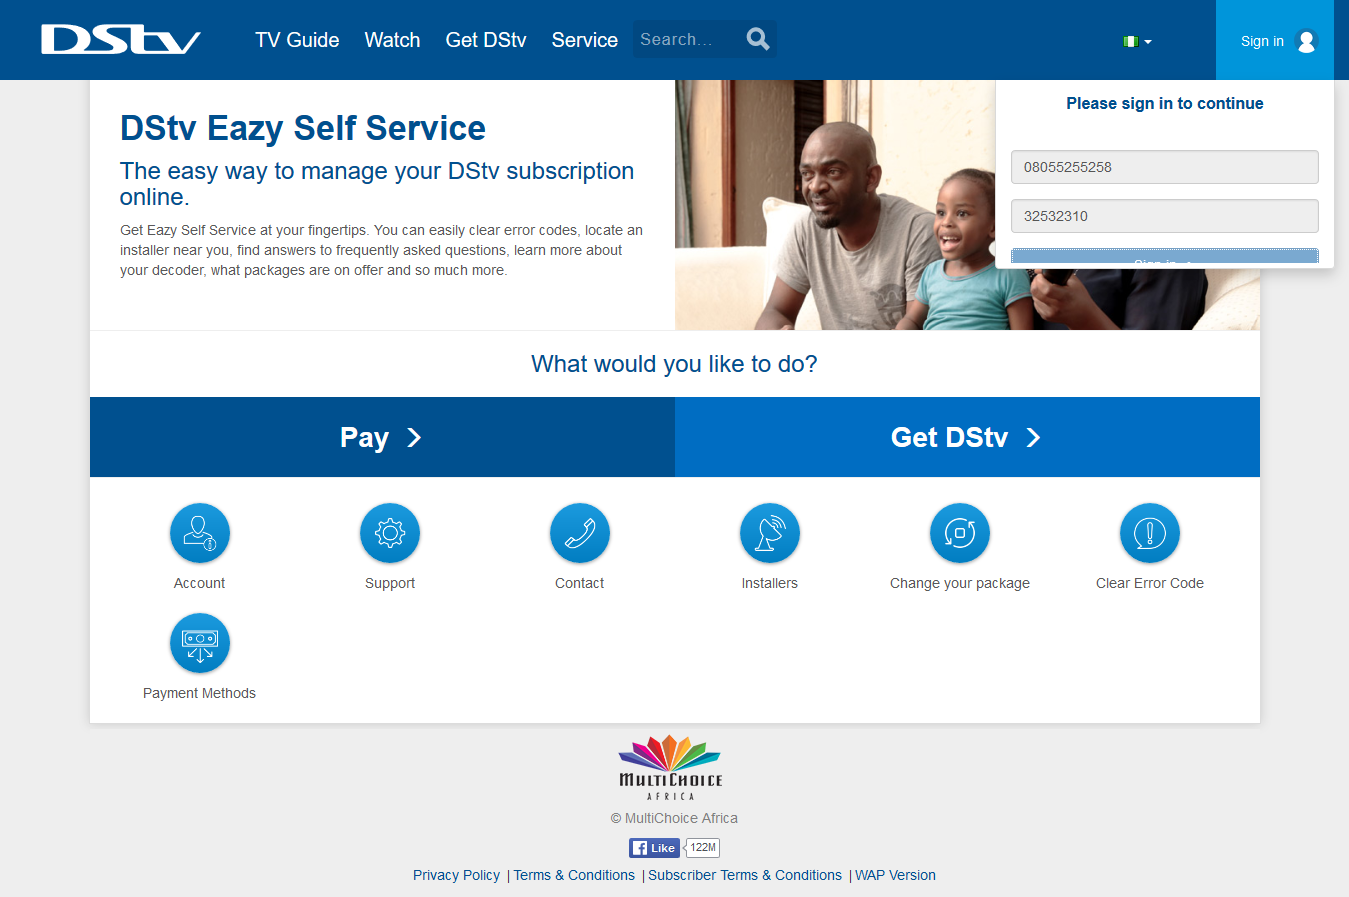 DStv
TV Guide
Watch
Get DStv
Service
Search...
Sign in
Please sign in to continue
08055255258
32532310
Sign in
DStv Eazy Self Service
The easy way to manage your DStv subscription
online.
Get Eazy Self Service at your fingertips. You can easily clear error codes, locate an
installer near you, find answers to frequently asked questions, learn more about
your decoder, what packages are on offer and so much more.
What would you like to do?
Pay
Get DStv
Account
Support
Contact
Installers
Change your package
Clear Error Code
Payment Methods
MULTICHOICE
AFRICA
© MultiChoice Africa
Like
122M
Privacy Policy | Terms & Conditions | Subscriber Terms & Conditions | WAP Version